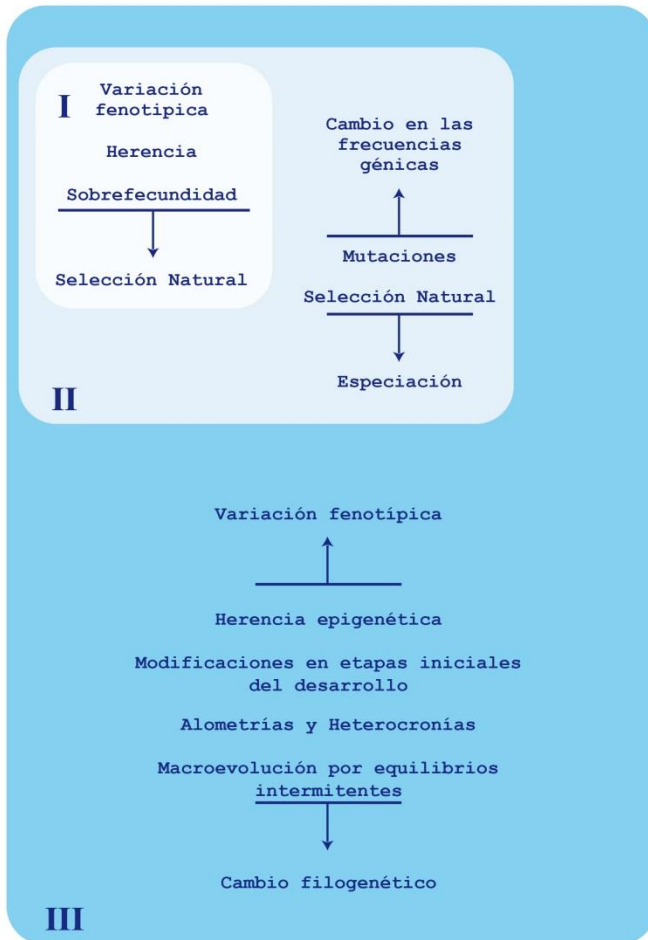 I
Variación
fenotipica
Herencia
Sobrefecundidad
Selección Natural
Cambio en las
frecuencias
génicas
Mutaciones
Selección Natural
Especiación
II
Variación fenotípica
Herencia epigenética
Modificaciones en etapas iniciales
del desarrollo
Alometrías y Heterocronías
Macroevolución por equilibrios
intermitentes
Cambio filogenético
III